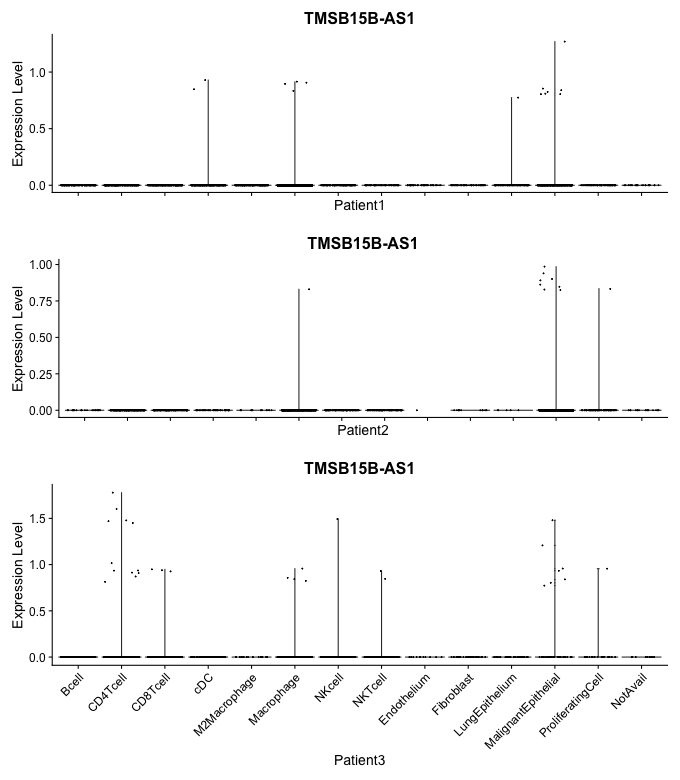 TMSB15B-AS1
Expression Level
1.0
0.5
0.0
Patient1
TMSB15B-AS1
Expression Level
1.00
0.75
0.50
0.25
0.00
Patient2
TMSB15B-AS1
Expression Level
1.5
1.0
0.5
0.0
Bcell
CD4Tcell
CD8Tcell
cDC
M2Macrophage
Macrophage
NKcell
NKTcell
Endothelium
Fibroblast
LungEpithelium
MalignantEpithelial
ProliferatingCell
NotAvail
Patient3